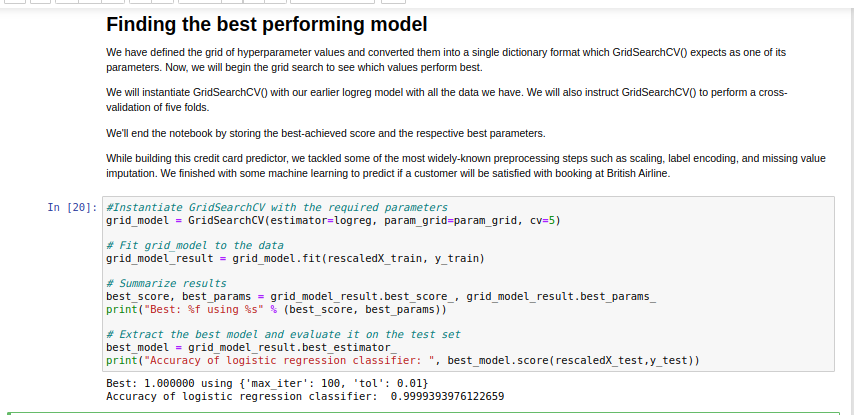 Finding the best performing model
We have defined the grid of hyperparameter values and converted them into a single dictionary format which GridSearchCV() expects as one of its
parameters. Now, we will begin the grid search to see which values perform best.
We will instantiate GridSearchCV() with our earlier logreg model with all the data we have. We will also instruct GridSearchCV() to perform a cross-
validation of five folds.
We'll end the notebook by storing the best-achieved score and the respective best parameters.
While building this credit card predictor, we tackled some of the most widely-known preprocessing steps such as scaling, label encoding, and missing value
imputation. We finished with some machine learning to predict if a customer will be satisfied with booking at British Airline.
In [20]: #Instantiate GridSearchCV with the required parameters
grid_model = GridSearchCV(estimator=logreg, param_grid=param_grid, cv=5)
# Fit grid_model to the data
grid_model_result = grid_model.fit(rescaledX_train, y_train)
# Summarize results
best_score, best_params = grid_model_result.best_score_, grid_model_result.best_params_
print("Best: %f using %s" % (best_score, best_params))
# Extract the best model and evaluate it on the test set
best_model = grid_model_result.best_estimator_
print("Accuracy of logistic regression classifier: ", best_model.score(rescaledX_test,y_test))
Best: 1.000000 using {'max_iter': 100, 'tol': 0.01}
Accuracy of logistic regression classifier:  0.9999393976122659